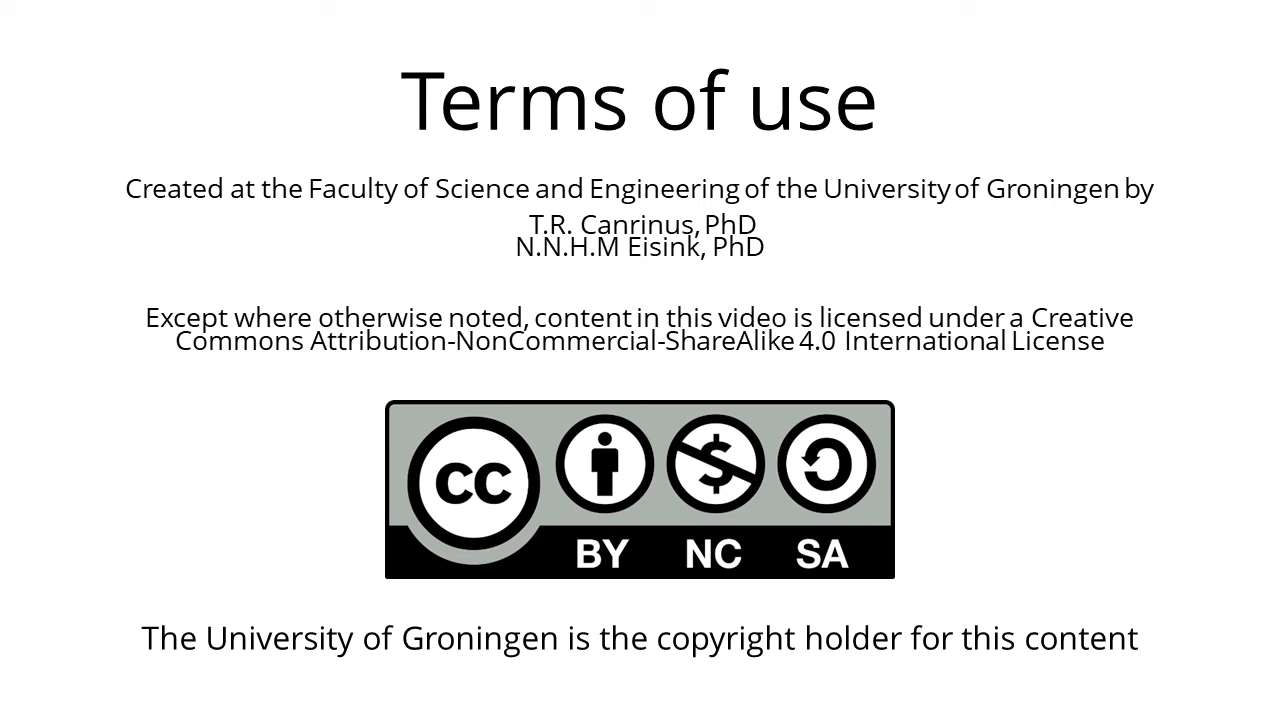 Terms of use
Created at the Faculty of Science and Engineering of the University of Groningen by
T.R. Canrinus, PhD
N.N.H.M Eisink, PhD
Except where otherwise noted, content in this video is licensed under a Creative
Commons Attribution-NonCommercial-ShareAlike 4.0 International License
cc
BY NC SA
The University of Groningen is the copyright holder for this content